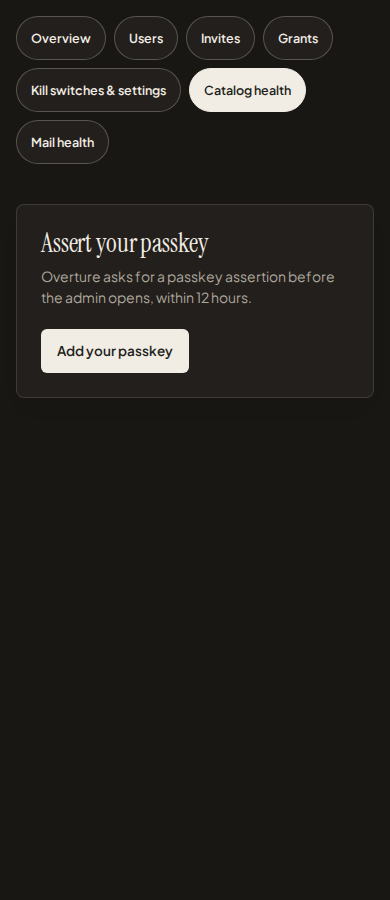 Overview
Users
Invites
Grants
Kill switches & settings
Catalog health
Mail health
Assert your passkey
Overture asks for a passkey assertion before
the admin opens, within 12 hours.
Add your passkey